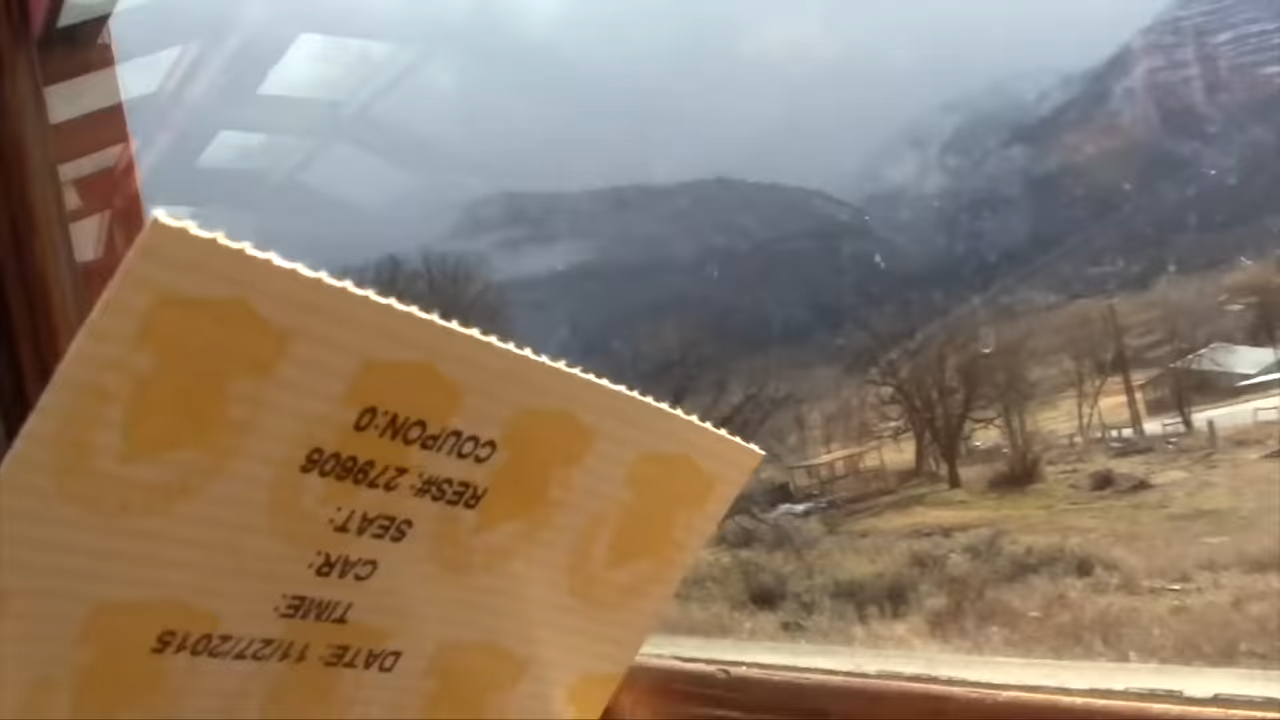 DATE: 11/27/2015
TIME:
CAR:
SEAT:
RES#: 279606
COUPON:0